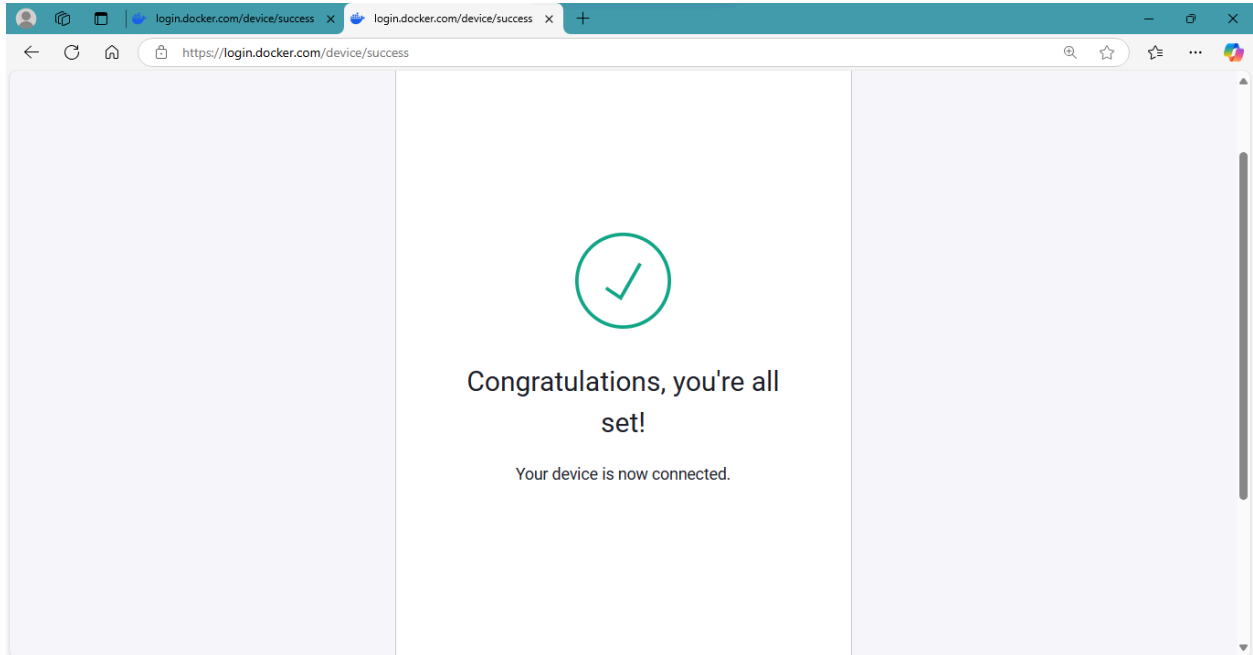 login.docker.com/device/success
login.docker.com/device/success
https://login.docker.com/device/success
Congratulations, you're all
set!
Your device is now connected.